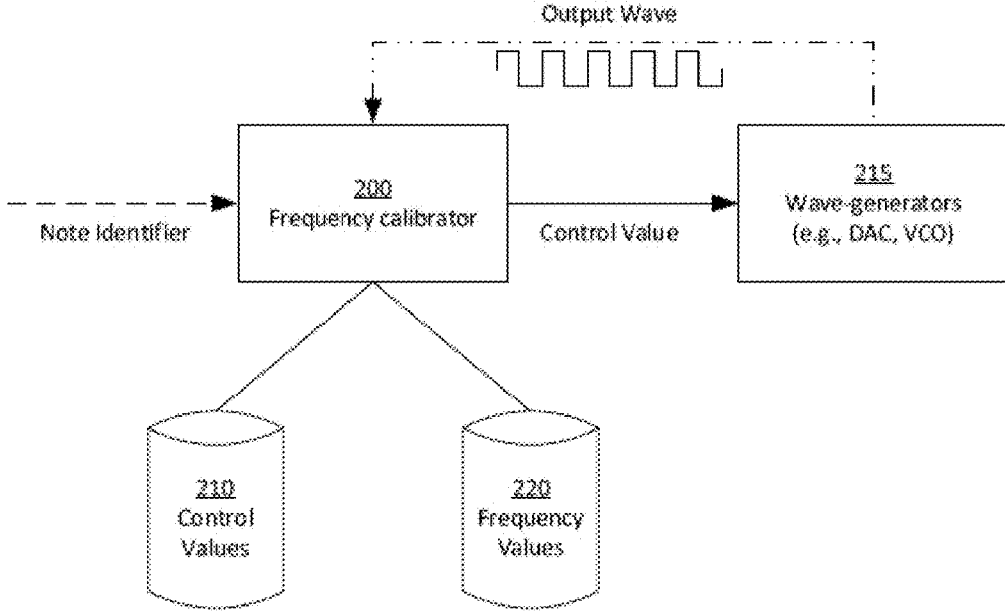 Output Wave
200
Frequency calibrator
215
Wave-generators
(e.g., DAC, VCO)
Note Identifier
Control Value
210
Control
Values
220
Frequency
Values